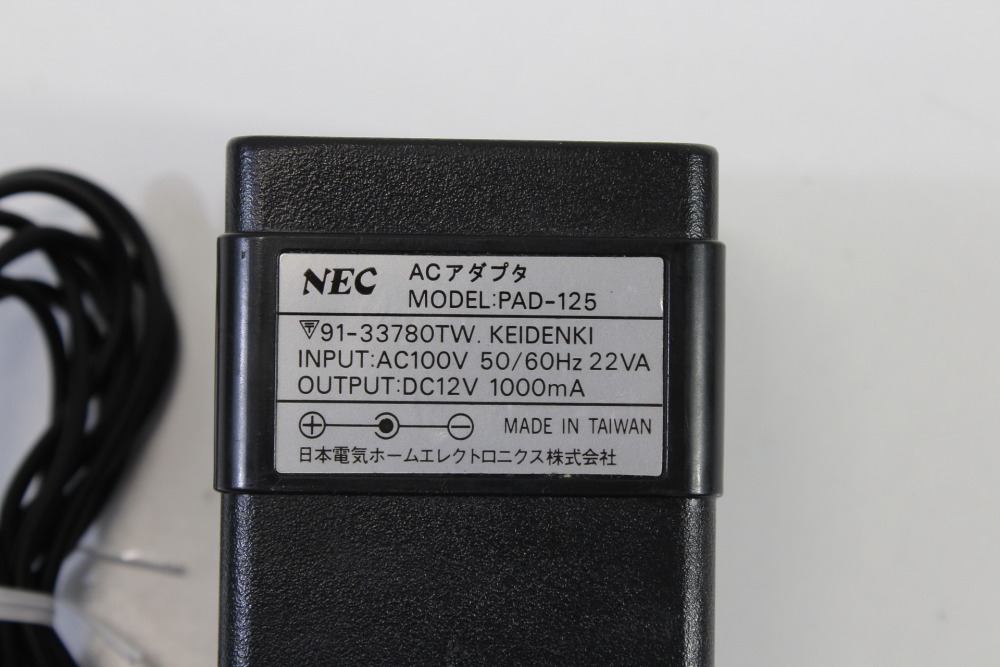 NEC ACアダプタ
MODEL:PAD-125
91-33780TW. KEIDENKI
INPUT:AC100V 50/60Hz 22VA
OUTPUT:DC12V 1000mA
MADE IN TAIWAN
日本電気ホームエレクトロニクス株式会社